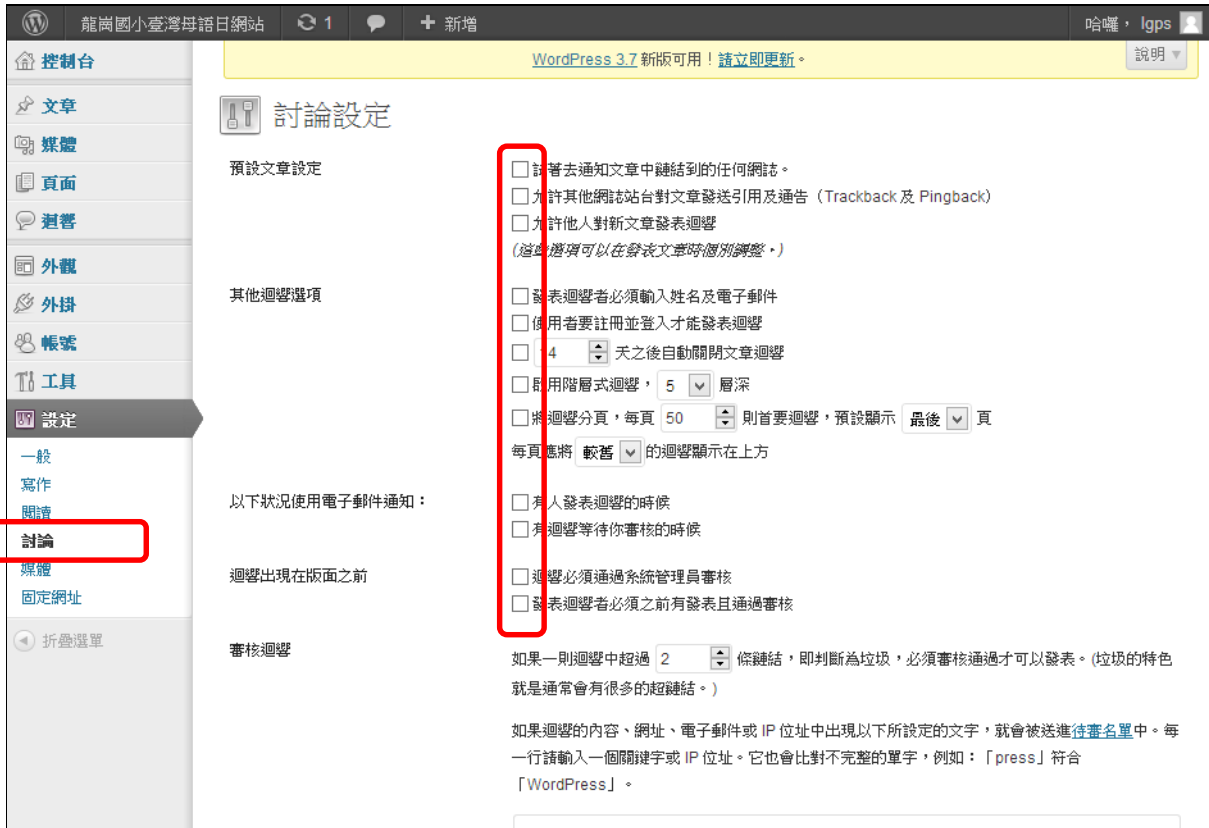 龍崗國小臺灣母語日網站 1 新增 哈囉， lgps
控制台
文章
媒體
頁面
迴響
外觀
外掛
帳號
工具
設定
一般
寫作
閱讀
討論
媒體
固定網址
折疊選單
WordPress 3.7 新版可用！請立即更新。
說明
討論設定
預設文章設定
試著去通知文章中鏈結到的任何網誌。
允許其他網誌站台對文章發送引用及通告（Trackback 及 Pingback）
允許他人對新文章發表迴響
(這些選項可以在發表文章時個別調整。)
其他迴響選項
發表迴響者必須輸入姓名及電子郵件
使用者要註冊並登入才能發表迴響
14 天之後自動關閉文章迴響
啟用階層式迴響， 5 層深
將迴響分頁，每頁 50 則首要迴響，預設顯示 最後 頁
每頁應將 較舊 的迴響顯示在上方
以下狀況使用電子郵件通知：
有人發表迴響的時候
有迴響等待你審核的時候
迴響出現在版面之前
迴響必須通過系統管理員審核
發表迴響者必須之前有發表且通過審核
審核迴響
如果一則迴響中超過 2 條鏈結，即判斷為垃圾，必須審核通過才可以發表。(垃圾的特色
就是通常會有很多的超鏈結。)
如果迴響的內容、網址、電子郵件或 IP 位址中出現以下所設定的文字，就會被送進待審名單中。每
一行請輸入一個關鍵字或 IP 位址。它也會比對不完整的單字，例如：「press」符合
「WordPress」。